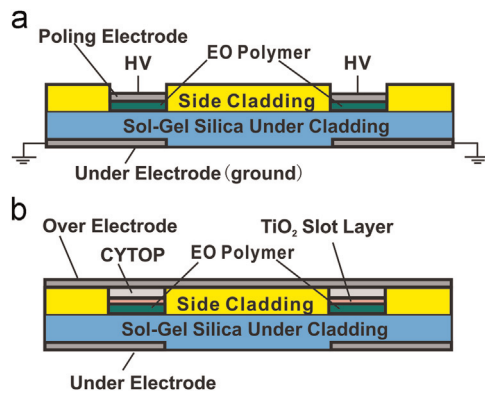 a
Poling Electrode
EO Polymer
HV
HV
Side Cladding
Sol-Gel Silica Under Cladding
Under Electrode(ground)
b
Over Electrode
TiO₂ Slot Layer
CYTOP
EO Polymer
Side Cladding
Sol-Gel Silica Under Cladding
Under Electrode